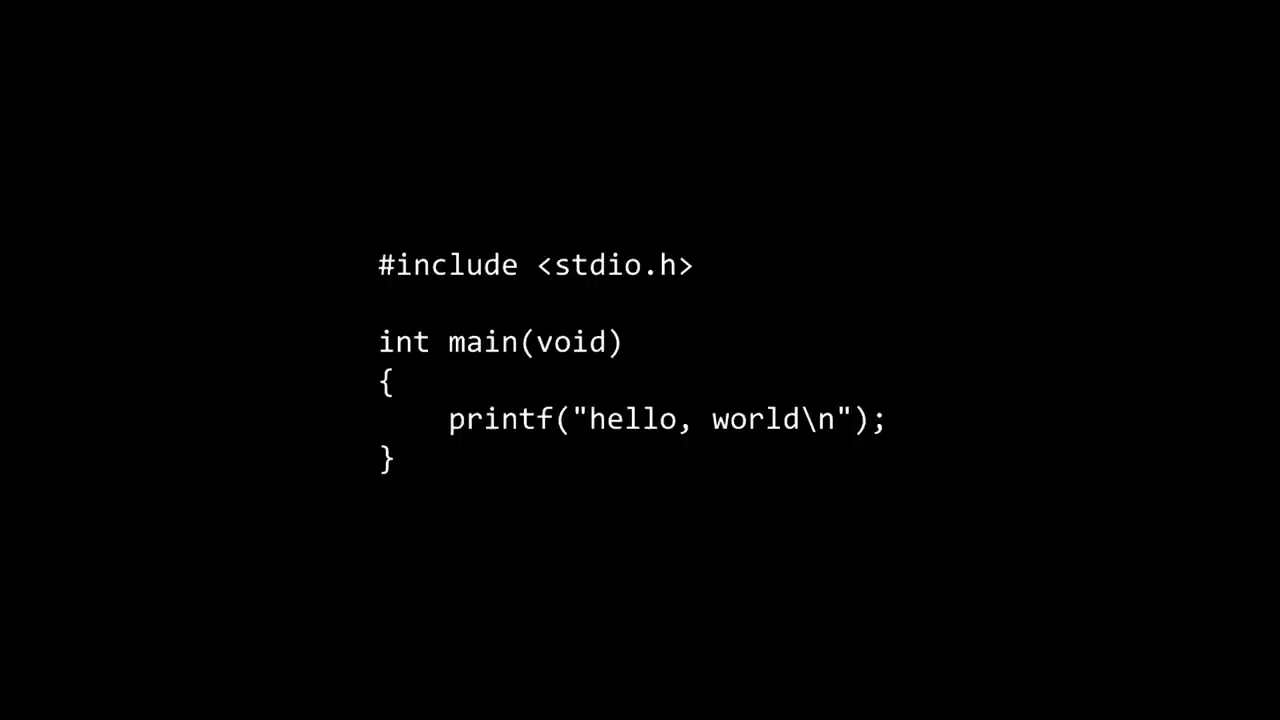 #include <stdio.h>

int main(void)
{
    printf("hello, world\n");
}